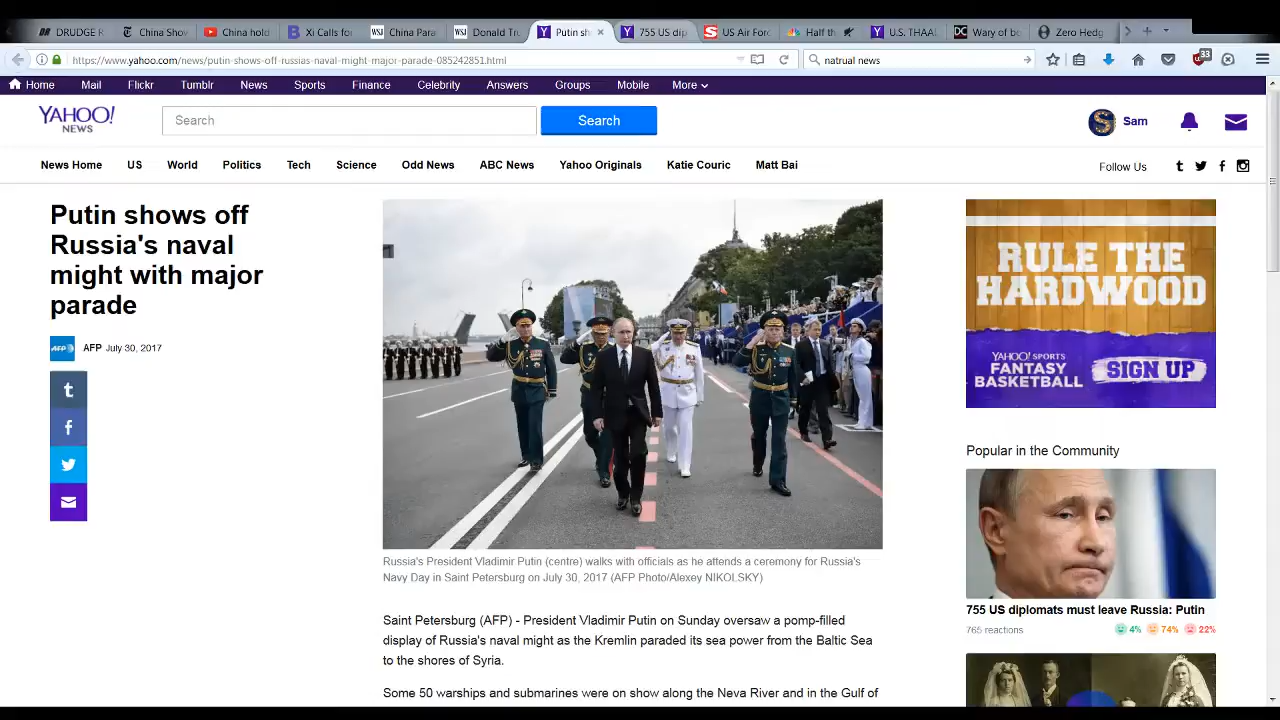 DRUDGE R
China Show
China hold
Xi Calls fo
WSJ China Para
WSJ Donald Tru
Putin sh
755 US dip
US Air Forc
Half th
U.S. THAA
DC Wary of bo
Zero Hedg
https://www.yahoo.com/news/putin-shows-off-russias-naval-might-major-parade-085242851.html
natrual news
33
Home Mail Flickr Tumblr News Sports Finance Celebrity Answers Groups Mobile More
YAHOO!
NEWS
Search
Search
Sam
News Home US World Politics Tech Science Odd News ABC News Yahoo Originals Katie Couric Matt Bai
Follow Us
Putin shows off
Russia's naval
might with major
parade
AFP
AFP July 30, 2017
Russia's President Vladimir Putin (centre) walks with officials as he attends a ceremony for Russia's
Navy Day in Saint Petersburg on July 30, 2017 (AFP Photo/Alexey NIKOLSKY)
Saint Petersburg (AFP) - President Vladimir Putin on Sunday oversaw a pomp-filled
display of Russia's naval might as the Kremlin paraded its sea power from the Baltic Sea
to the shores of Syria.
Some 50 warships and submarines were on show along the Neva River and in the Gulf of
RULE THE
HARDWOOD
YAHOO! SPORTS
FANTASY
BASKETBALL
SIGN UP
Popular in the Community
755 US diplomats must leave Russia: Putin
765 reactions
4% 74% 22%